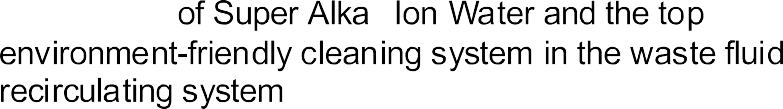 of Super Alka Ion Water and the top
environment-friendly cleaning system in the waste fluid
recirculating system